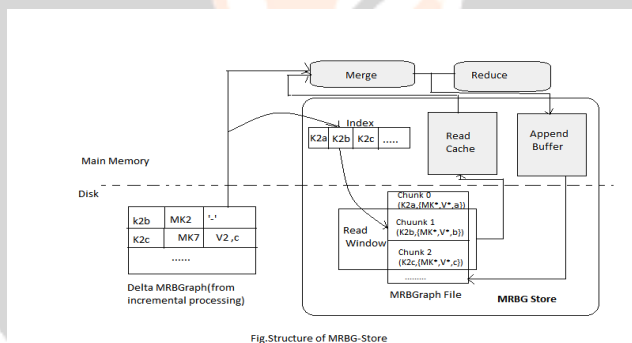 Merge
Reduce
Index
K2a K2b K2c .....
Read
Cache
Append
Buffer
Main Memory
Disk
k2b MK2 '-'
K2c MK7 V2 ,c
......
Delta MRBGraph(from
incremental processing)
Read
Window
Chunk 0
(K2a,{MK*,V*,a})
Chuunk 1
(K2b,{MK*,V*,b})
Chunk 2
(K2c,{MK*,V*,c})
.........
MRBGraph File
MRBG Store
Fig.Structure of MRBG-Store